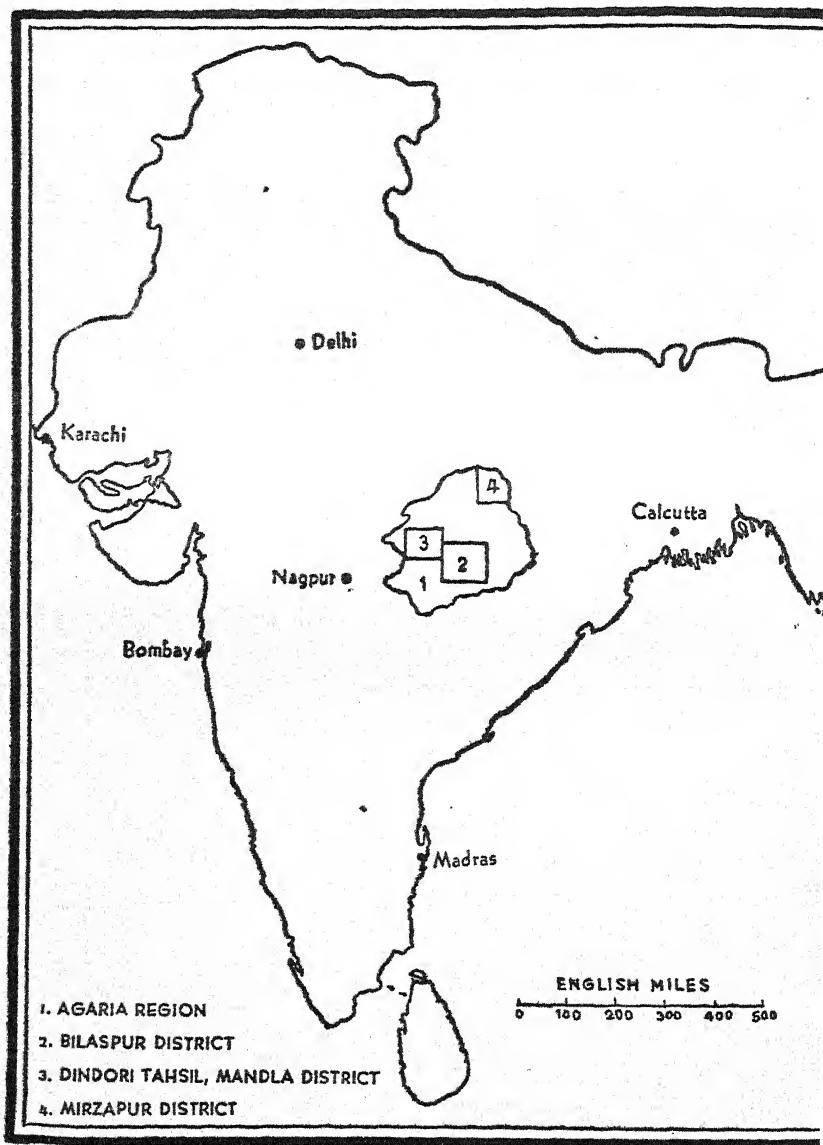 Delhi
Karachi
4
Calcutta
3
2
Nagpur
1
Bombay
Madras
ENGLISH MILES
0 100 200 300 400 500
1. AGARIA REGION
2. BILASPUR DISTRICT
3. DINDORI TAHSIL, MANDLA DISTRICT
4. MIRZAPUR DISTRICT